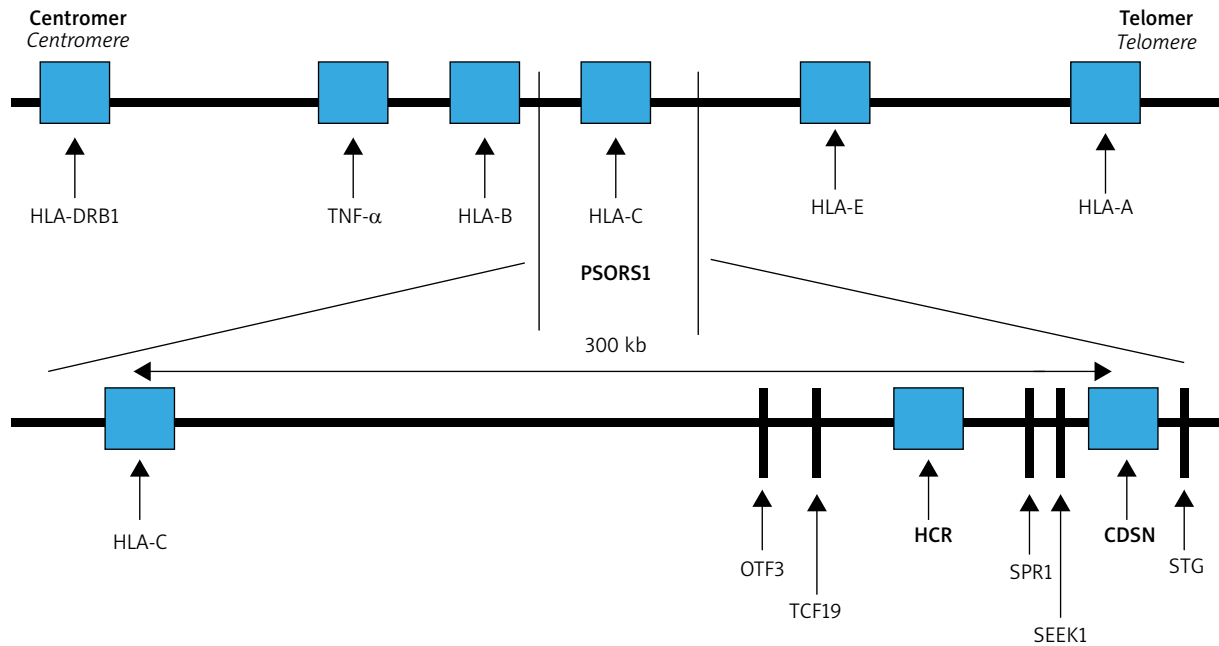 Centromer
Centromere
Telomer
Telomere
HLA-DRB1
TNF-α
HLA-B
HLA-C
HLA-E
HLA-A
PSORS1
300 kb
HLA-C
OTF3
TCF19
HCR
SPR1
SEEK1
CDSN
STG